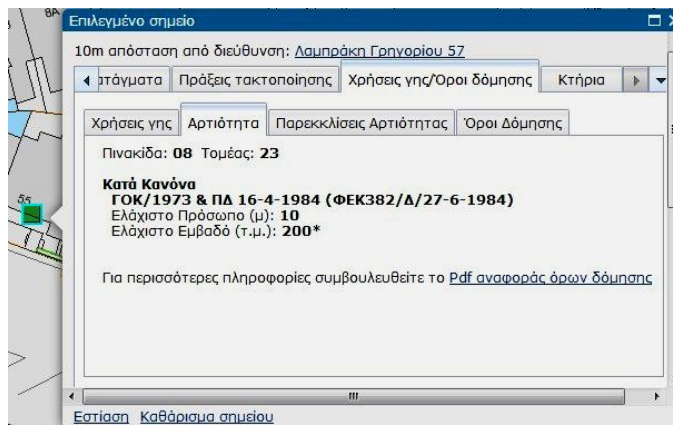 8Α
Επιλεγμένο σημείο
10m απόσταση από διεύθυνση: Λαμπράκη Γρηγορίου 57
ατάγματα Πράξεις τακτοποίησης Χρήσεις γης/Όροι δόμησης Κτήρια
Χρήσεις γης Αρτιότητα Παρεκκλίσεις Αρτιότητας Όροι Δόμησης
Πινακίδα: 08 Τομέας: 23
Κατά Κανόνα
ΓΟΚ/1973 & ΠΔ 16-4-1984 (ΦΕΚ382/Δ/27-6-1984)
55
Ελάχιστο Πρόσωπο (μ): 10
Ελάχιστο Εμβαδό (τ.μ.): 200*
Για περισσότερες πληροφορίες συμβουλευθείτε το Pdf αναφοράς όρων δόμησης
Εστίαση Καθάρισμα σημείου